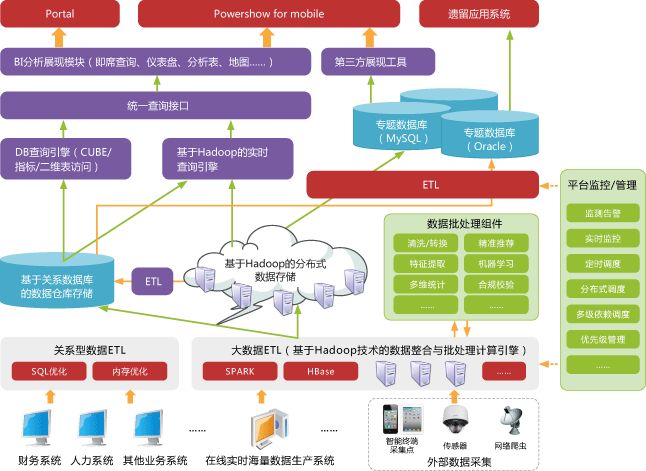 Portal
Powershow for mobile
遗留应用系统
BI分析展现模块（即席查询、仪表盘、分析表、地图......）
第三方展现工具
统一查询接口
专题数据库
（MySQL）
专题数据库
（Oracle）
DB查询引擎（CUBE/
指标/二维表访问）
基于Hadoop的实时
查询引擎
ETL
平台监控/管理
监测告警
实时监控
定时调度
分布式调度
多级依赖调度
优先级管理
......
数据批处理组件
清洗/转换
精准推荐
特征提取
机器学习
多维统计
合规校验
......
......
基于关系数据库
的数据仓库存储
ETL
基于Hadoop的分布式
数据存储
关系型数据ETL
SQL优化
内存优化
大数据ETL（基于Hadoop技术的数据整合与批处理计算引擎）
SPARK
HBase
......
财务系统
人力系统
其他业务系统
......
......
在线实时海量数据生产系统
智能终端
采集点
传感器
网络爬虫
外部数据采集